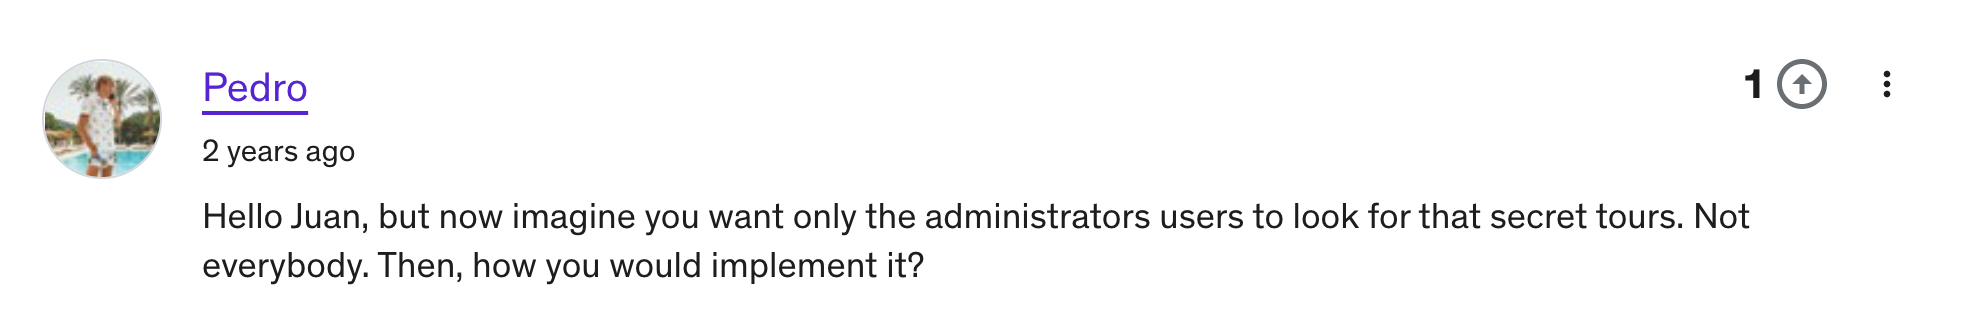 Pedro
1
2 years ago
Hello Juan, but now imagine you want only the administrators users to look for that secret tours. Not
everybody. Then, how you would implement it?